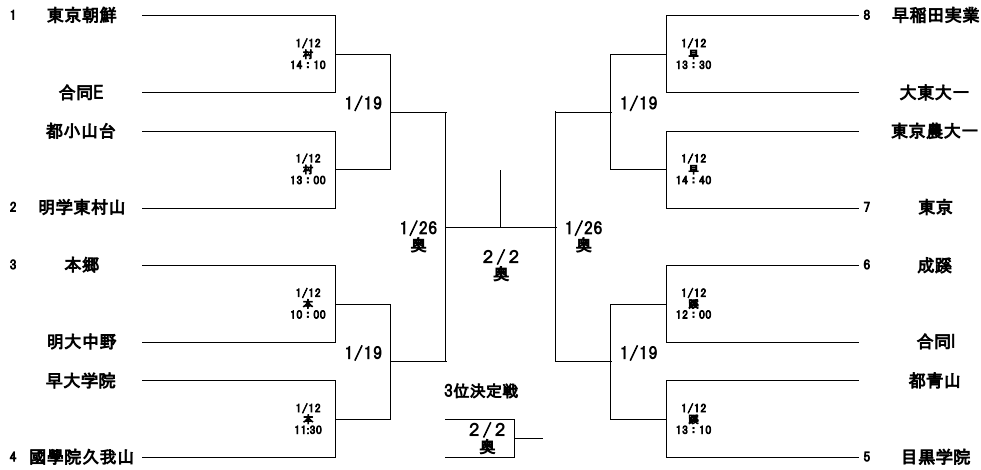 1 東京朝鮮
1/12
村
14：10
合同E
1/19
都小山台
1/12
村
13：00
2 明学東村山
1/26
奥
3 本郷
1/12
本
10：00
明大中野
1/19
早大学院
1/12
本
11:30
4 國學院久我山
2/2
奥
3位決定戦
2/2
奥
8 早稲田実業
1/12
早
13：30
大東大一
1/19
東京農大一
1/12
早
14：40
7 東京
1/26
奥
6 成蹊
1/12
蹊
12：00
合同I
1/19
都青山
1/12
蹊
13：10
5 目黒学院